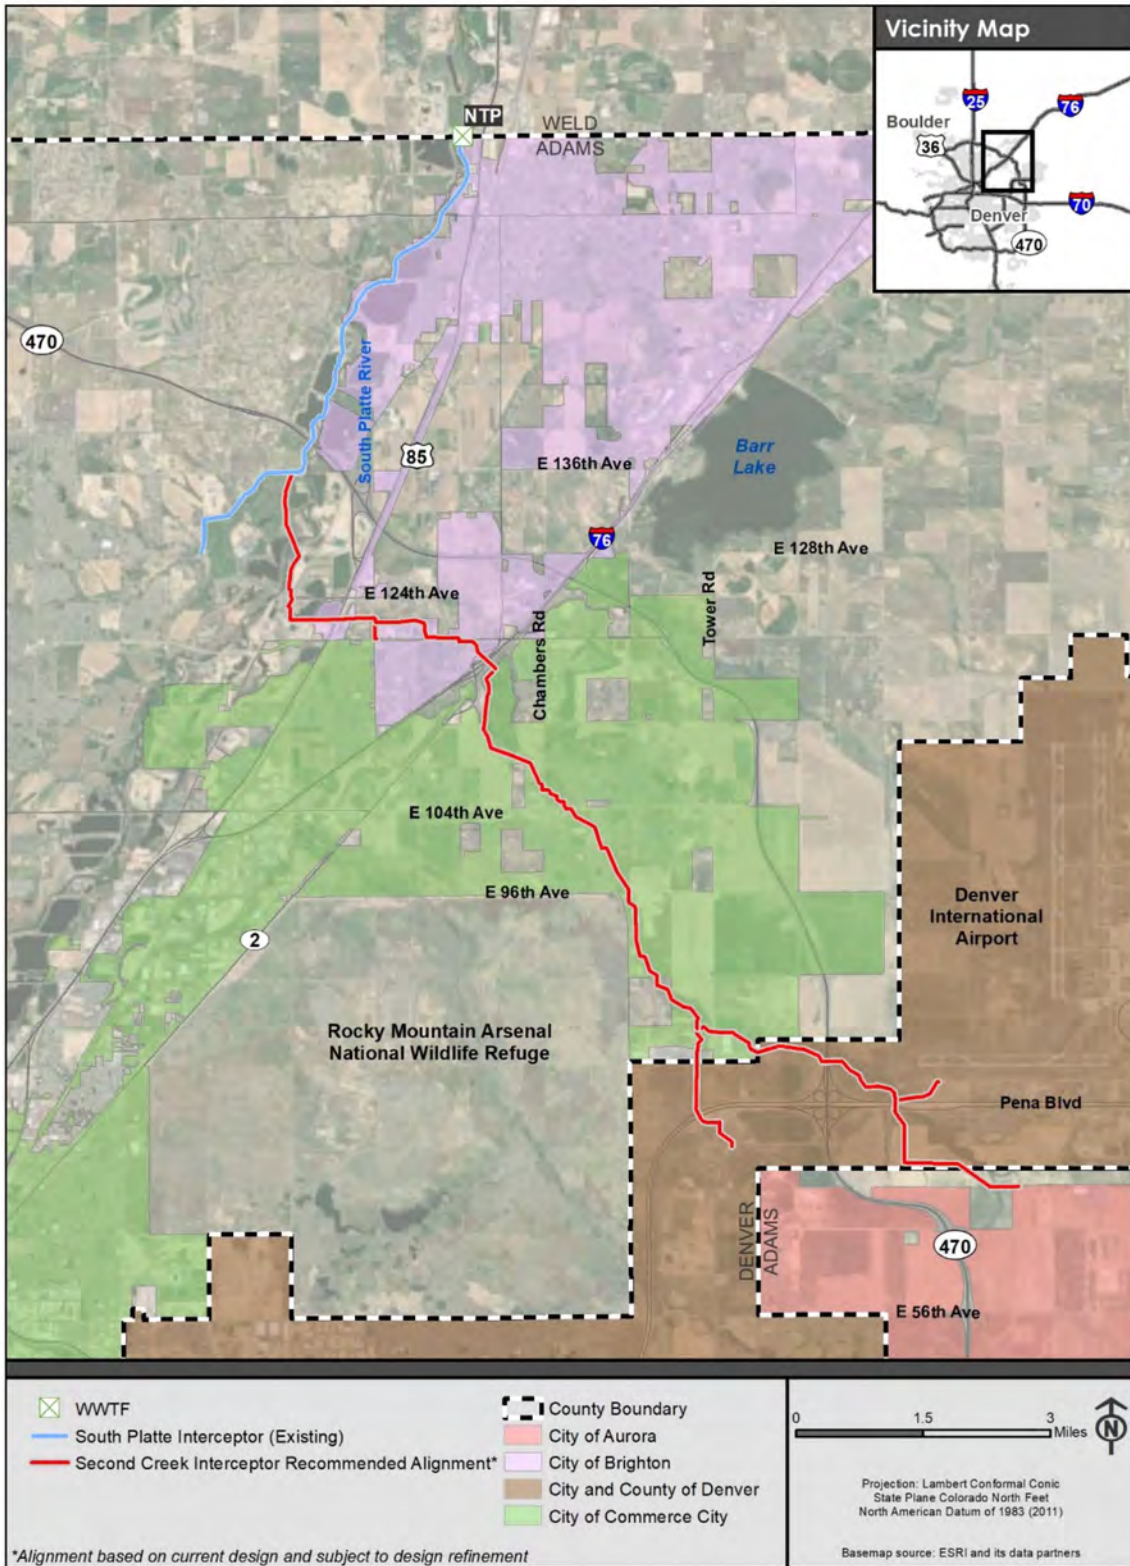 Vicinity Map
25
76
Boulder
36
70
Denver
470
NTP
WELD
ADAMS
470
South Platte River
85
E 136th Ave
Barr
Lake
76
E 128th Ave
E 124th Ave
Chambers Rd
Tower Rd
E 104th Ave
E 96th Ave
2
Denver
International
Airport
Rocky Mountain Arsenal
National Wildlife Refuge
Pena Blvd
DENVER
ADAMS
470
E 56th Ave
WWTF
South Platte Interceptor (Existing)
Second Creek Interceptor Recommended Alignment*
County Boundary
City of Aurora
City of Brighton
City and County of Denver
City of Commerce City
0 1.5 3
Miles
N
Projection: Lambert Conformal Conic
State Plane Colorado North Feet
North American Datum of 1983 (2011)
*Alignment based on current design and subject to design refinement
Basemap source: ESRI and its data partners